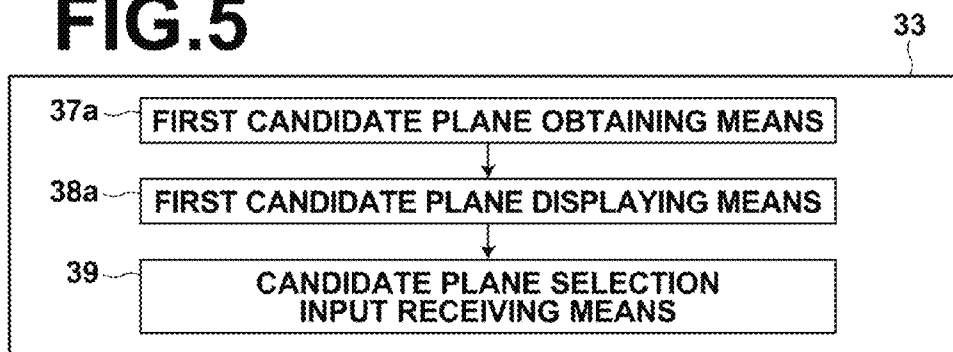 FIG.5
33
37a
FIRST CANDIDATE PLANE OBTAINING MEANS
38a
FIRST CANDIDATE PLANE DISPLAYING MEANS
39
CANDIDATE PLANE SELECTION
INPUT RECEIVING MEANS